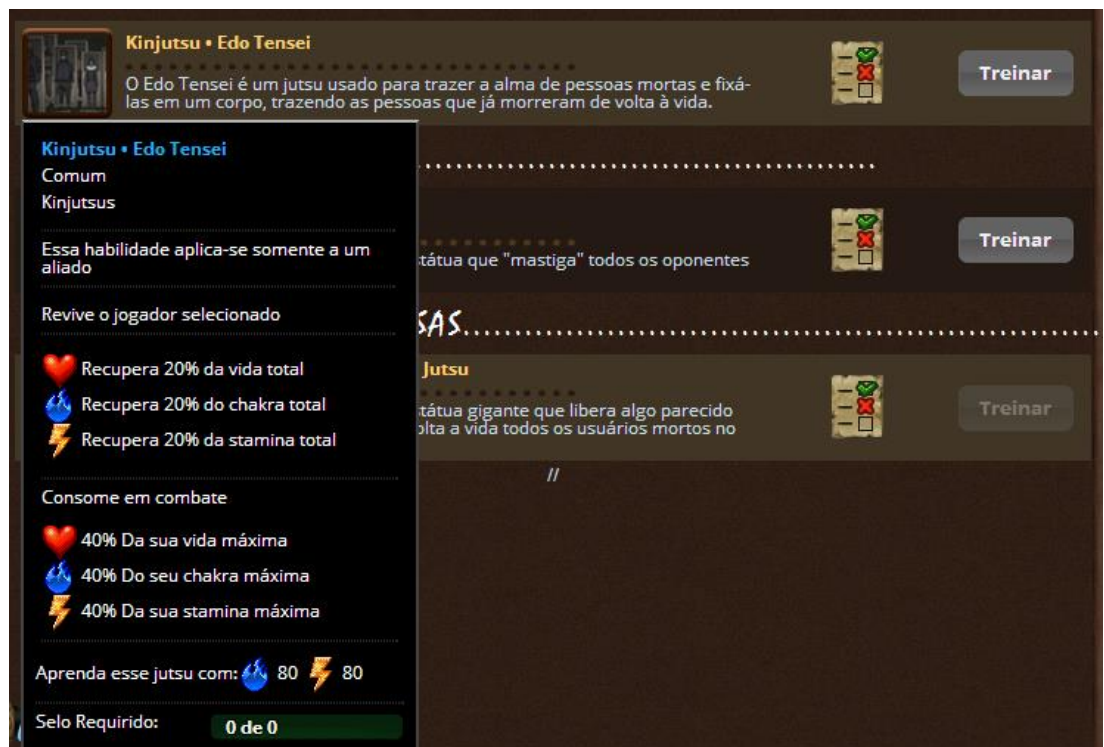 Kinjutsu • Edo Tensei
O Edo Tensei é um jutsu usado para trazer a alma de pessoas mortas e fixá-
las em um corpo, trazendo as pessoas que já morreram de volta à vida.
Treinar
Kinjutsu • Edo Tensei
Comum
Kinjutsus
Essa habilidade aplica-se somente a um
aliado
Revive o jogador selecionado
Recupera 20% da vida total
Recupera 20% do chakra total
Recupera 20% da stamina total
Consome em combate
40% Da sua vida máxima
40% Do seu chakra máxima
40% Da sua stamina máxima
Aprenda esse jutsu com: 80 80
Selo Requirido:
0 de 0
státua que "mastiga" todos os oponentes
Treinar
SAS
Jutsu
státua gigante que libera algo parecido
olta a vida todos os usuários mortos no
Treinar
//